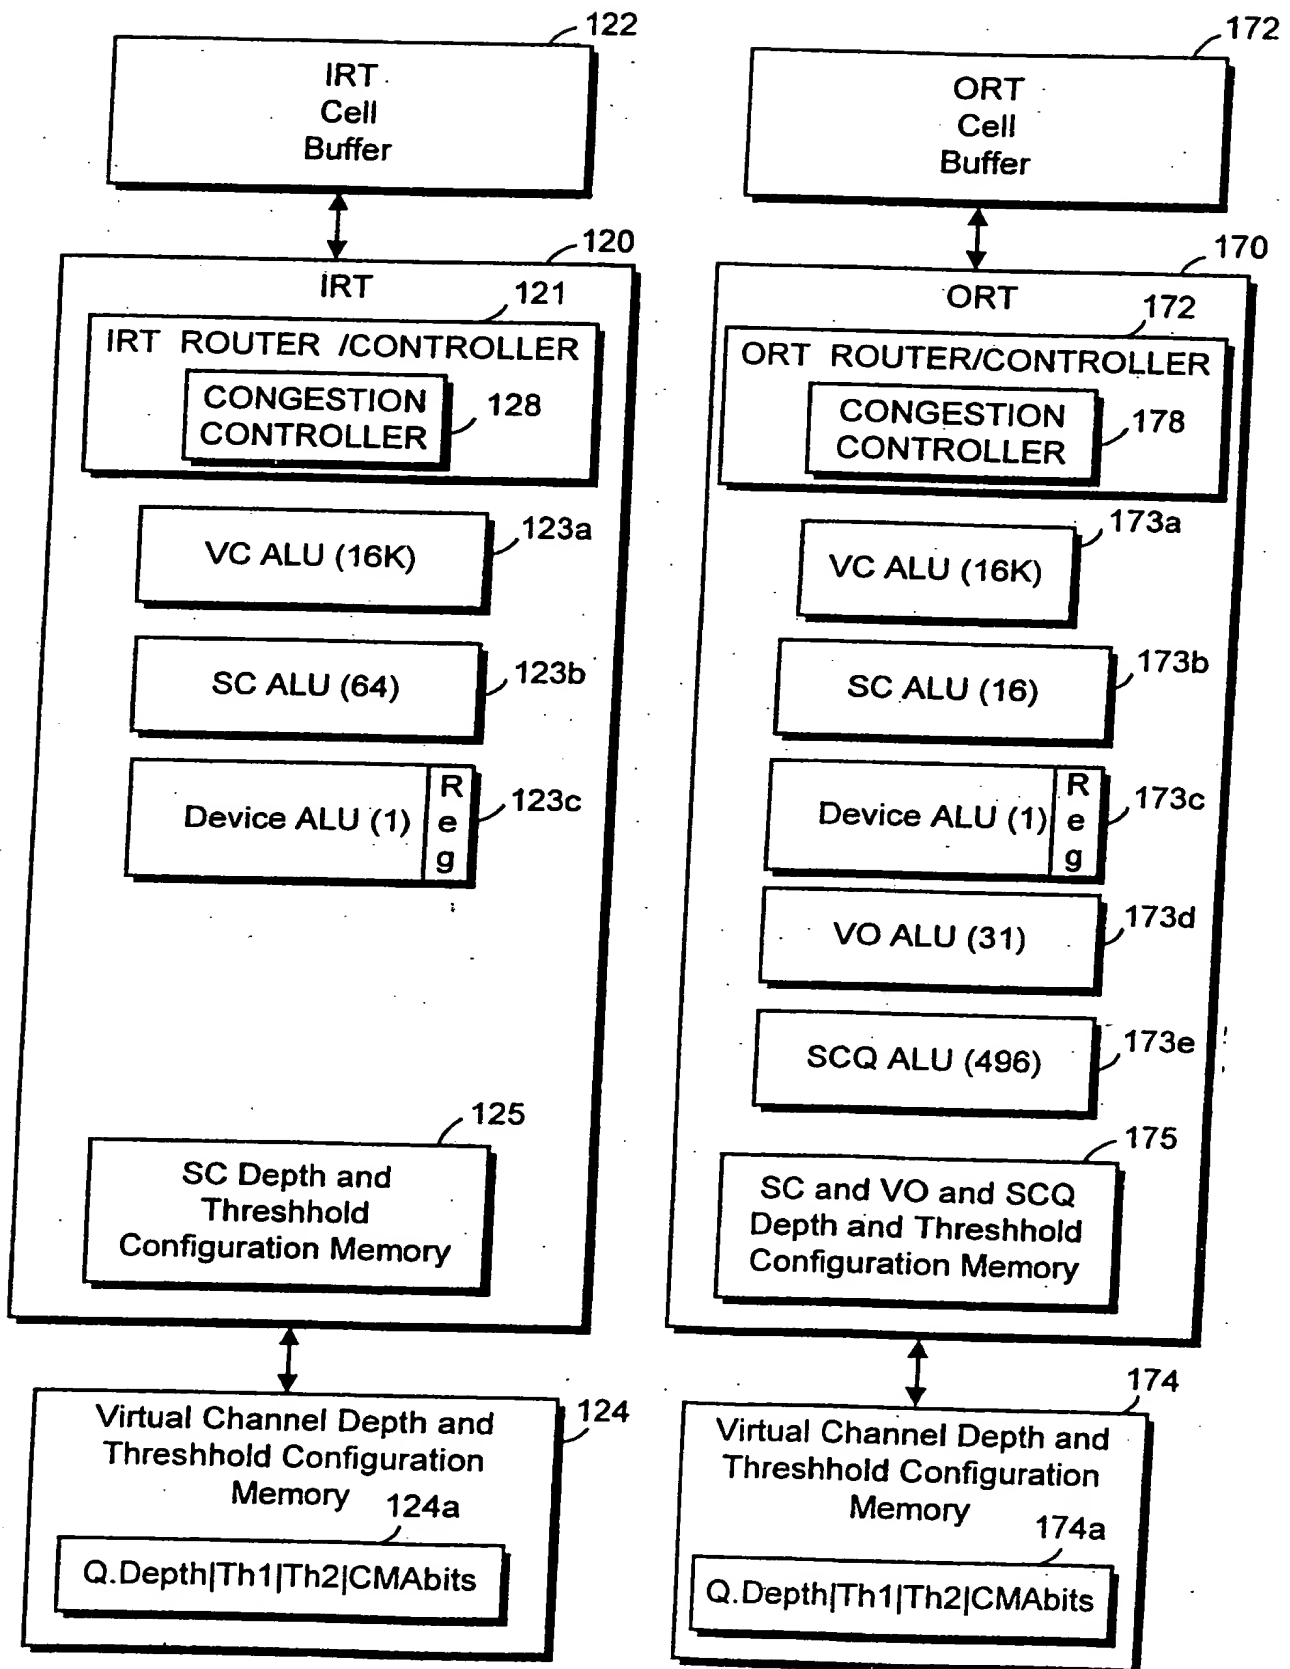 122
IRT
Cell
Buffer
120
IRT
121
IRT ROUTER /CONTROLLER
CONGESTION
CONTROLLER
128
VC ALU (16K)
123a
SC ALU (64)
123b
Device ALU (1)
Reg
123c
125
SC Depth and
Threshhold
Configuration Memory
124
Virtual Channel Depth and
Threshhold Configuration
Memory
124a
Q.Depth|Th1|Th2|CMAbits
172
ORT
Cell
Buffer
170
ORT
172
ORT ROUTER/CONTROLLER
CONGESTION
CONTROLLER
178
173a
VC ALU (16K)
173b
SC ALU (16)
Device ALU (1)
Reg
173c
VO ALU (31)
173d
SCQ ALU (496)
173e
175
SC and VO and SCQ
Depth and Threshhold
Configuration Memory
174
Virtual Channel Depth and
Threshhold Configuration
Memory
174a
Q.Depth|Th1|Th2|CMAbits